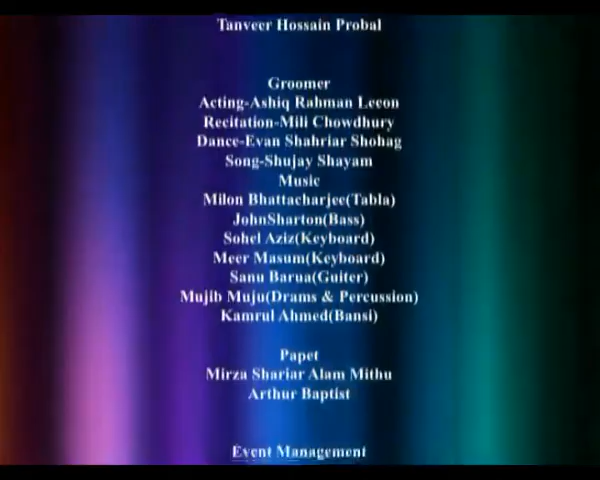 Tanveer Hossain Probal
Groomer
Acting-Ashiq Rahman Leeon
Recitation-Mili Chowdhury
Dance-Evan Shahriar Shohag
Song-Shujay Shayam
Music
Milon Bhattacharjee(Tabla)
JohnSharton(Bass)
Sohel Aziz(Keyboard)
Meer Masum(Keyboard)
Sanu Barua(Guiter)
Mujib Muju(Drams & Percussion)
Kamrul Ahmed(Bansi)
Papet
Mirza Shariar Alam Mithu
Arthur Baptist
Event Management